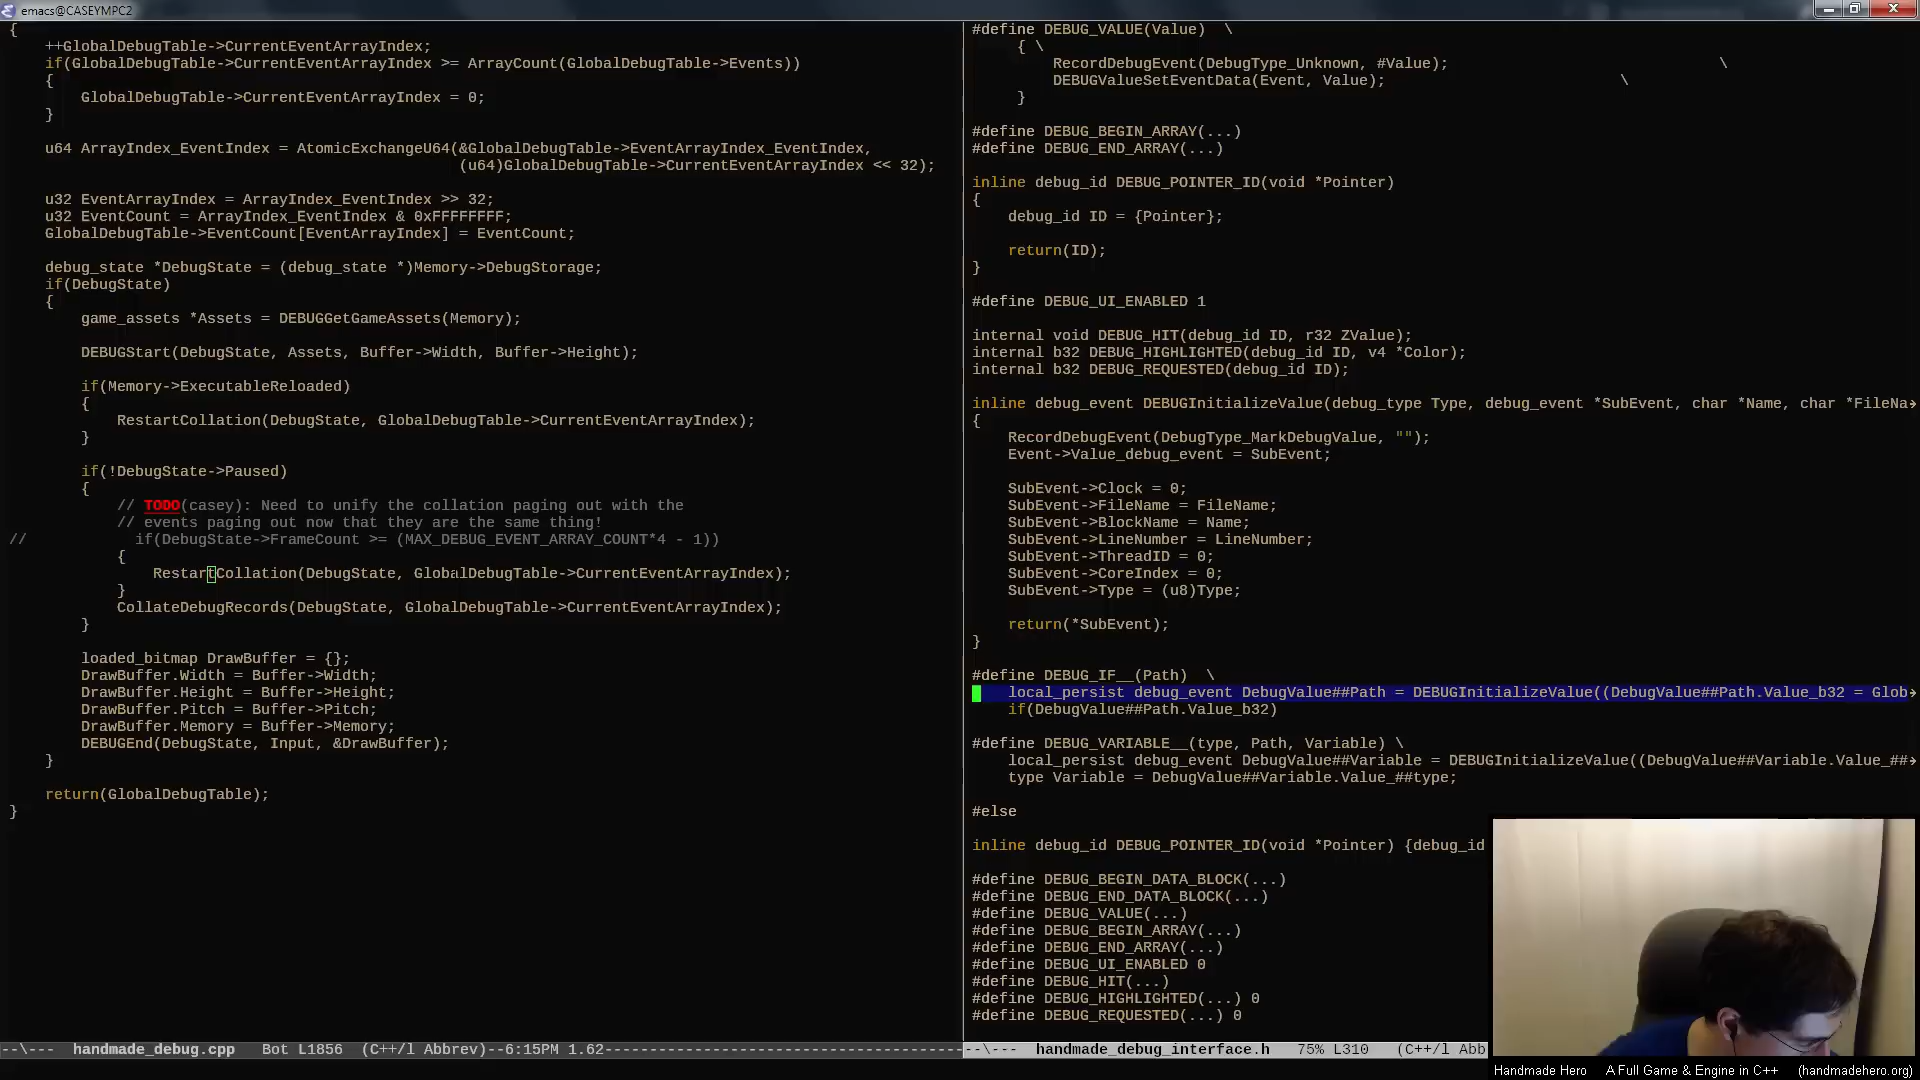 emacs@CASEYMPC2
{
    ++GlobalDebugTable->CurrentEventArrayIndex;
    if(GlobalDebugTable->CurrentEventArrayIndex >= ArrayCount(GlobalDebugTable->Events))
    {
        GlobalDebugTable->CurrentEventArrayIndex = 0;
    }
    u64 ArrayIndex_EventIndex = AtomicExchangeU64(&GlobalDebugTable->EventArrayIndex_EventIndex,
                                                  (u64)GlobalDebugTable->CurrentEventArrayIndex << 32);
    u32 EventArrayIndex = ArrayIndex_EventIndex >> 32;
    u32 EventCount = ArrayIndex_EventIndex & 0xFFFFFFFF;
    GlobalDebugTable->EventCount[EventArrayIndex] = EventCount;
    debug_state *DebugState = (debug_state *)Memory->DebugStorage;
    if(DebugState)
    {
        game_assets *Assets = DEBUGGetGameAssets(Memory);
        DEBUGStart(DebugState, Assets, Buffer->Width, Buffer->Height);
        if(Memory->ExecutableReloaded)
        {
            RestartCollation(DebugState, GlobalDebugTable->CurrentEventArrayIndex);
        }
        if(!DebugState->Paused)
        {
            // TODO(casey): Need to unify the collation paging out with the
            // events paging out now that they are the same thing!
//            if(DebugState->FrameCount >= (MAX_DEBUG_EVENT_ARRAY_COUNT*4 - 1))
            {
                RestartCollation(DebugState, GlobalDebugTable->CurrentEventArrayIndex);
            }
            CollateDebugRecords(DebugState, GlobalDebugTable->CurrentEventArrayIndex);
        }
        loaded_bitmap DrawBuffer = {};
        DrawBuffer.Width = Buffer->Width;
        DrawBuffer.Height = Buffer->Height;
        DrawBuffer.Pitch = Buffer->Pitch;
        DrawBuffer.Memory = Buffer->Memory;
        DEBUGEnd(DebugState, Input, &DrawBuffer);
    }
    return(GlobalDebugTable);
}
--\---  handmade_debug.cpp   Bot L1856  (C++/l Abbrev)--6:15PM 1.62----------------------------------------
#define DEBUG_VALUE(Value)  \
     { \
         RecordDebugEvent(DebugType_Unknown, #Value);                              \
         DEBUGValueSetEventData(Event, Value);                          \
     }
#define DEBUG_BEGIN_ARRAY(...)
#define DEBUG_END_ARRAY(...)
inline debug_id DEBUG_POINTER_ID(void *Pointer)
{
    debug_id ID = {Pointer};
    return(ID);
}
#define DEBUG_UI_ENABLED 1
internal void DEBUG_HIT(debug_id ID, r32 ZValue);
internal b32 DEBUG_HIGHLIGHTED(debug_id ID, v4 *Color);
internal b32 DEBUG_REQUESTED(debug_id ID);
inline debug_event DEBUGInitializeValue(debug_type Type, debug_event *SubEvent, char *Name, char *FileNa
{
    RecordDebugEvent(DebugType_MarkDebugValue, "");
    Event->Value_debug_event = SubEvent;
    SubEvent->Clock = 0;
    SubEvent->FileName = FileName;
    SubEvent->BlockName = Name;
    SubEvent->LineNumber = LineNumber;
    SubEvent->ThreadID = 0;
    SubEvent->CoreIndex = 0;
    SubEvent->Type = (u8)Type;
    return(*SubEvent);
}
#define DEBUG_IF__(Path)  \
    local_persist debug_event DebugValue##Path = DEBUGInitializeValue((DebugValue##Path.Value_b32 = Glob
    if(DebugValue##Path.Value_b32)
#define DEBUG_VARIABLE__(type, Path, Variable) \
    local_persist debug_event DebugValue##Variable = DEBUGInitializeValue((DebugValue##Variable.Value_##
    type Variable = DebugValue##Variable.Value_##type;
#else
inline debug_id DEBUG_POINTER_ID(void *Pointer) {debug_id
#define DEBUG_BEGIN_DATA_BLOCK(...)
#define DEBUG_END_DATA_BLOCK(...)
#define DEBUG_VALUE(...)
#define DEBUG_BEGIN_ARRAY(...)
#define DEBUG_END_ARRAY(...)
#define DEBUG_UI_ENABLED 0
#define DEBUG_HIT(...)
#define DEBUG_HIGHLIGHTED(...) 0
#define DEBUG_REQUESTED(...) 0
--\---  handmade_debug_interface.h   75% L310   (C++/l Abb
Handmade Hero    A Full Game & Engine in C++    (handmadehero.org)